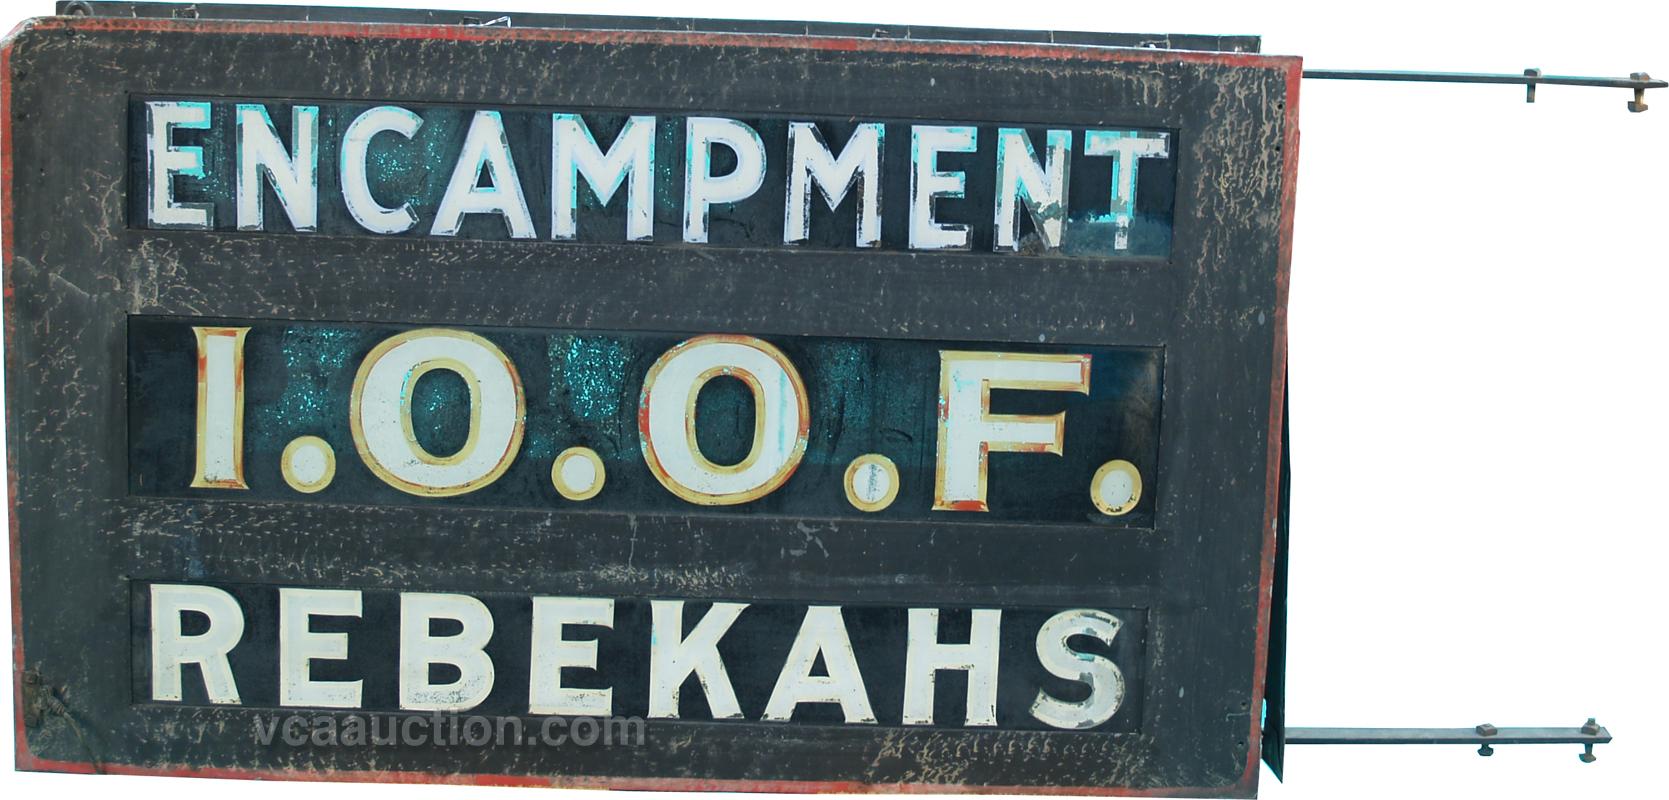 ENCAMPMENT
I.O.O.F.
REBEKAHS
vcaauction.com